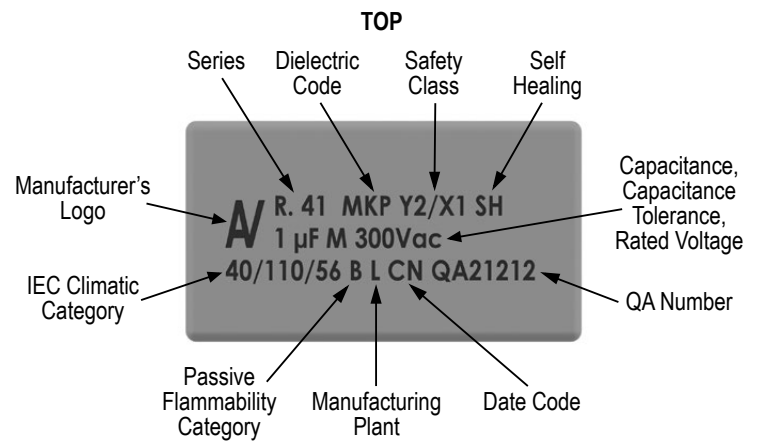 TOP
Series
Dielectric
Code
Safety
Class
Self
Healing
Manufacturer's
Logo
R. 41 MKP Y2/X1 SH
1 µF M 300Vac
40/110/56 B L CN QA21212
Capacitance,
Capacitance
Tolerance,
Rated Voltage
IEC Climatic
Category
QA Number
Passive
Flammability
Category
Manufacturing
Plant
Date Code